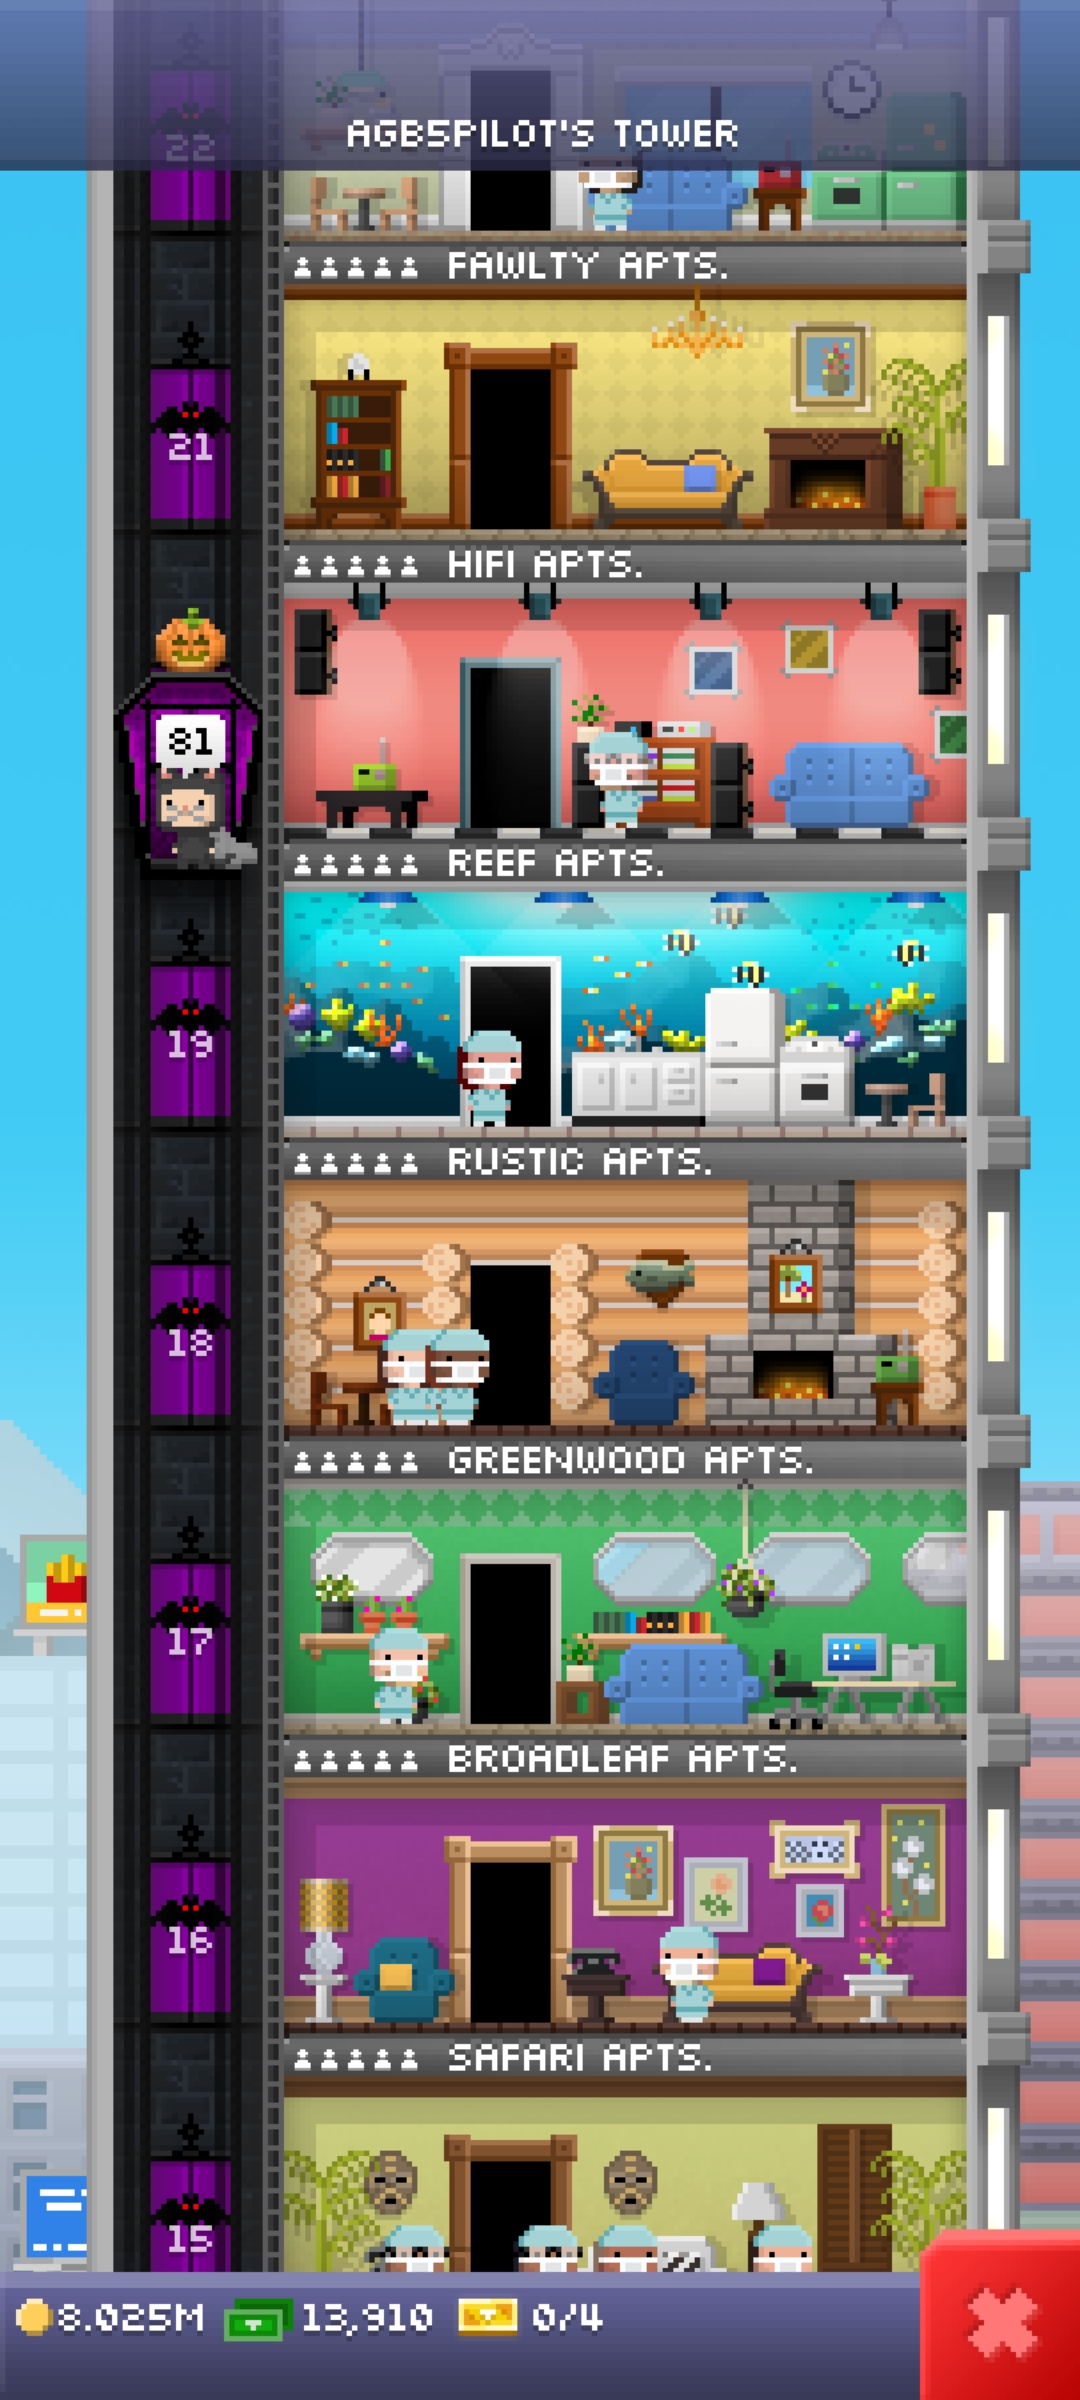 22
AGB5PILOT'S TOWER
FAWLTY APTS.
21
HIFI APTS.
81
REEF APTS.
19
RUSTIC APTS.
18
GREENWOOD APTS.
17
BROADLEAF APTS.
16
SAFARI APTS.
15
8.025M 13,910 0/4